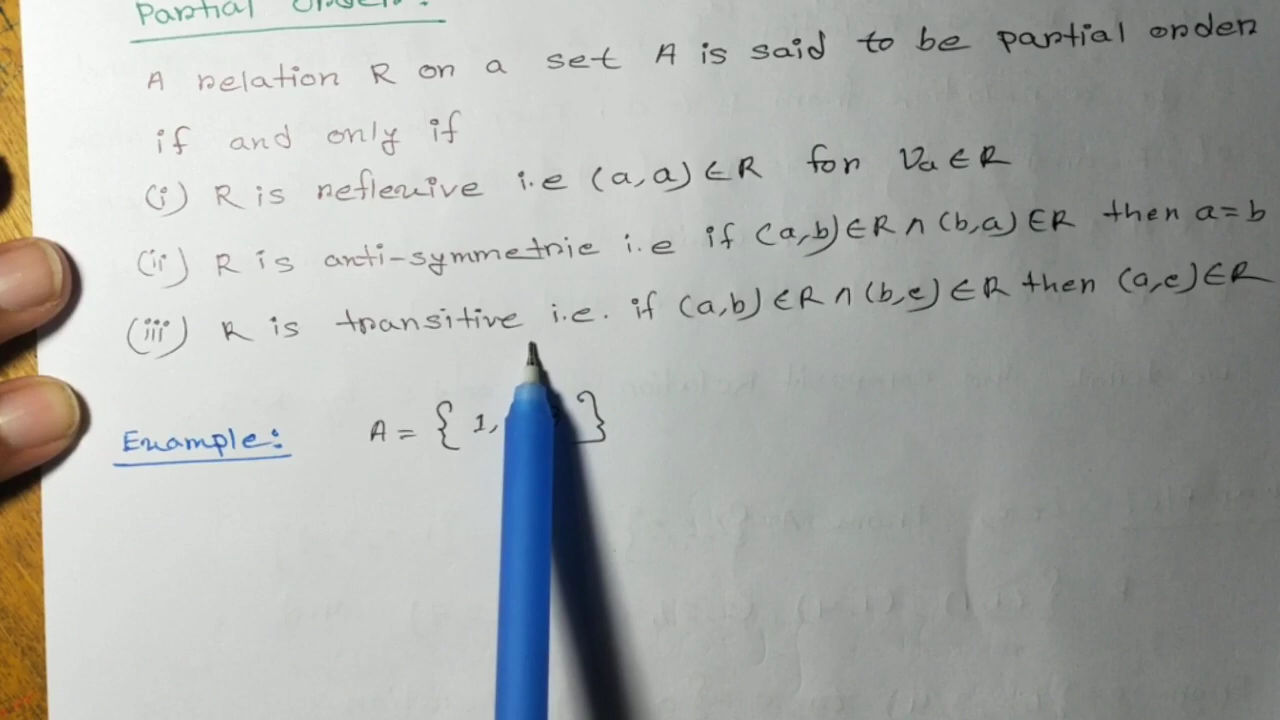 Partial Order:
A relation R on a set A is said to be partial order
if and only if
(i) R is reflexive i.e (a,a) ∈ R for ∀a ∈ R
(ii) R is anti-symmetric i.e if (a,b) ∈ R ∩ (b,a) ∈ R then a=b
(iii) R is transitive i.e. if (a,b) ∈ R ∩ (b,c) ∈ R then (a,c) ∈ R
Example: A = { 1, }